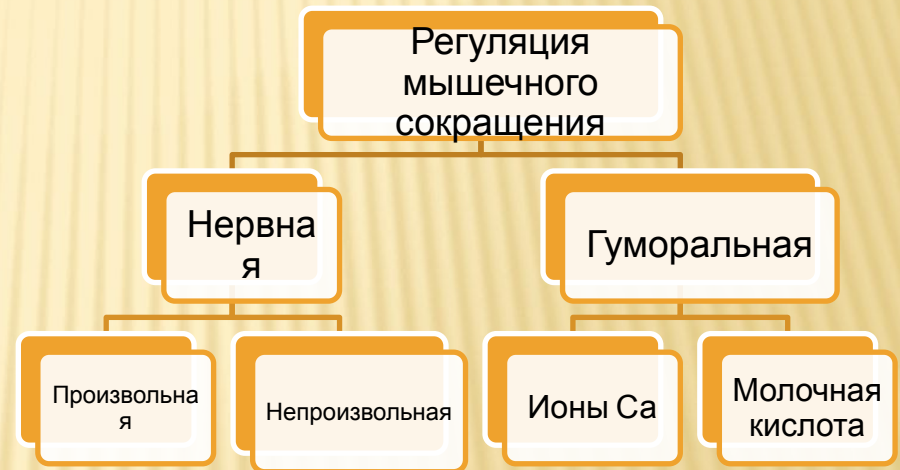 Регуляция
мышечного
сокращения
Нервна
я
Гуморальная
Произвольна
я
Непроизвольная
Ионы Са
Молочная
кислота